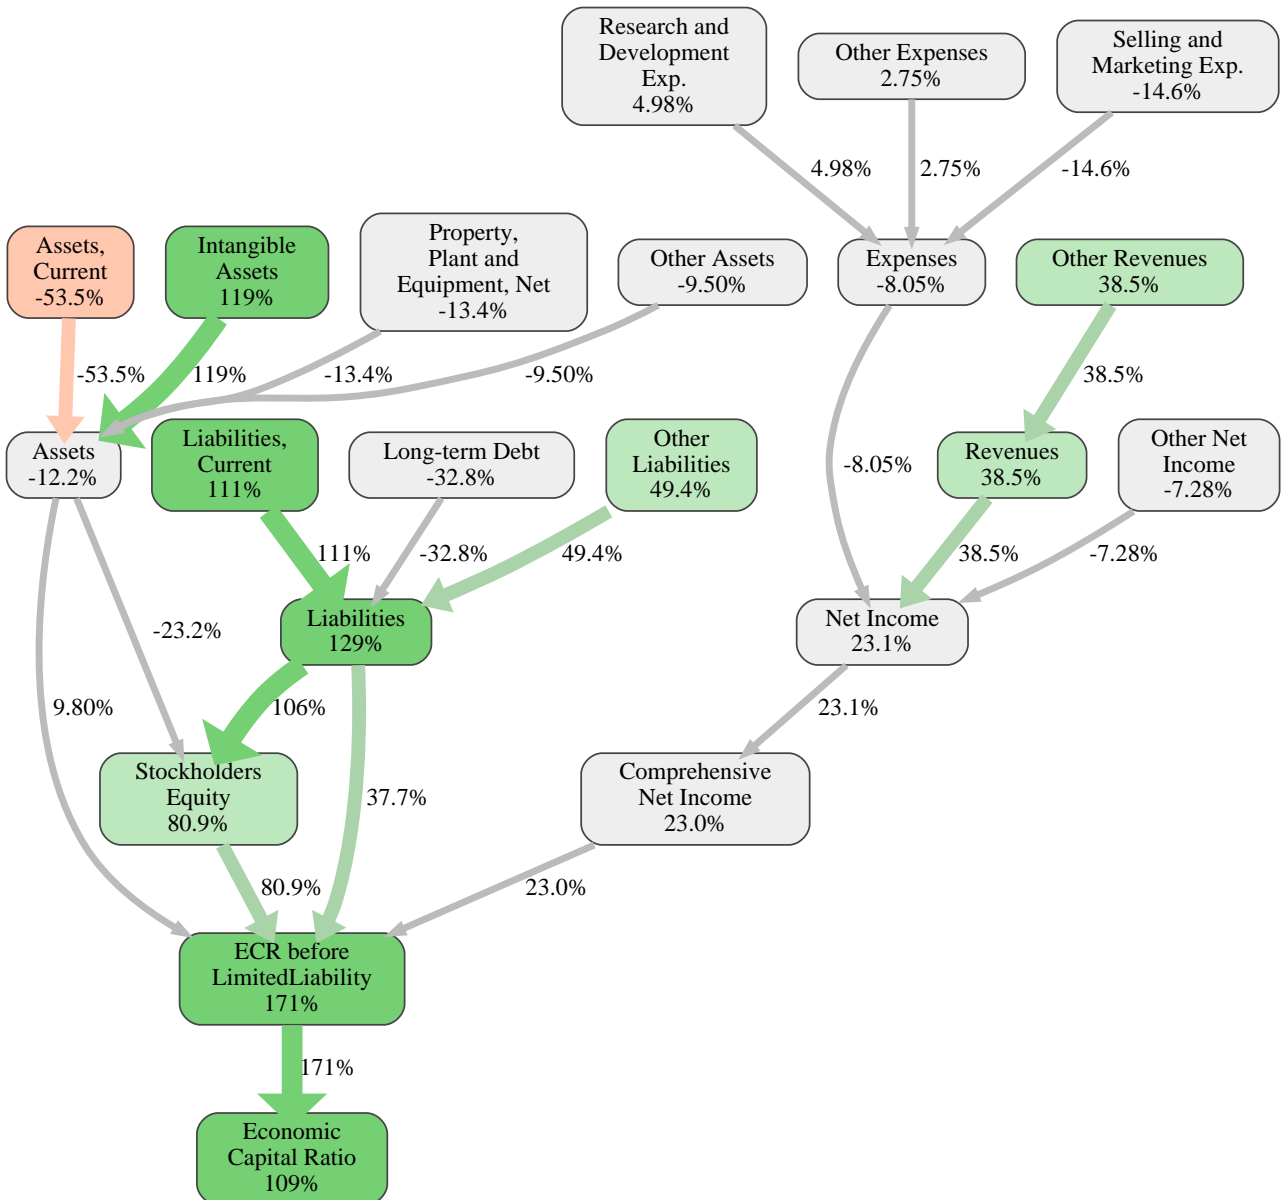 Research and
Development
Exp.
4.98%
Other Expenses
2.75%
Selling and
Marketing Exp.
-14.6%
4.98%
2.75%
-14.6%
Assets,
Current
-53.5%
Intangible
Assets
119%
Property,
Plant and
Equipment, Net
-13.4%
Other Assets
-9.50%
Expenses
-8.05%
Other Revenues
38.5%
-53.5%
119%
-13.4%
-9.50%
38.5%
Assets
-12.2%
Liabilities,
Current
111%
Long-term Debt
-32.8%
Other
Liabilities
49.4%
-8.05%
Revenues
38.5%
Other Net
Income
-7.28%
111%
-32.8%
49.4%
38.5%
-7.28%
-23.2%
Liabilities
129%
Net Income
23.1%
9.80%
106%
23.1%
Stockholders
Equity
80.9%
37.7%
Comprehensive
Net Income
23.0%
80.9%
23.0%
ECR before
LimitedLiability
171%
171%
Economic
Capital Ratio
109%